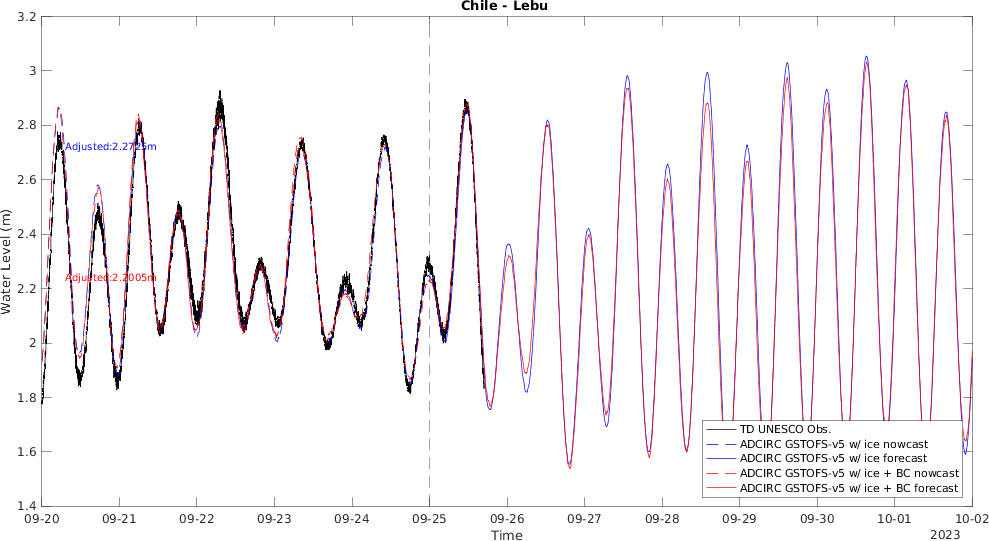 Chile - Lebu
3.2
3
2.8
2.6
2.4
2.2
2
1.8
1.6
1.4
Water Level (m)
Adjusted:2.2725m
Adjusted:2.2005m
TD UNESCO Obs.
ADCIRC GSTOFS-v5 w/ ice nowcast
ADCIRC GSTOFS-v5 w/ ice forecast
ADCIRC GSTOFS-v5 w/ ice + BC nowcast
ADCIRC GSTOFS-v5 w/ ice + BC forecast
09-20 09-21 09-22 09-23 09-24 09-25 09-26 09-27 09-28 09-29 09-30 10-01 10-02
Time
2023